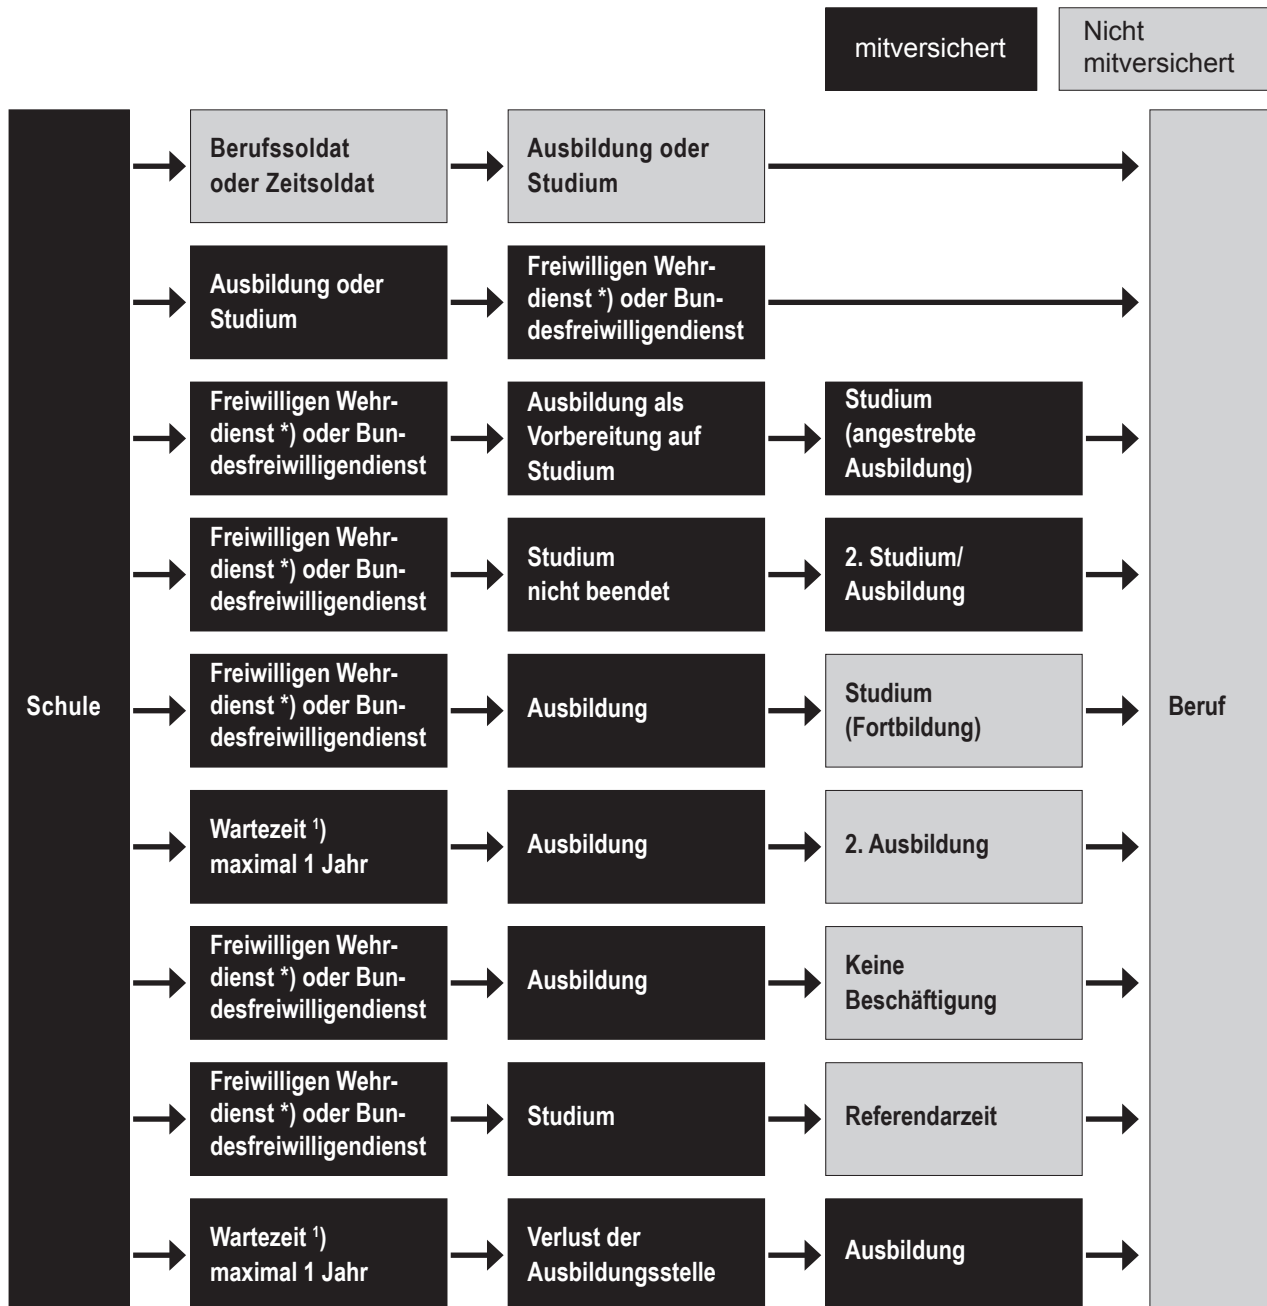 mitversichert
Nicht
mitversichert
Schule
Berufssoldat
oder Zeitsoldat
Ausbildung oder
Studium
Ausbildung oder
Studium
Freiwilligen Wehr-
dienst *) oder Bun-
desfreiwilligendienst
Freiwilligen Wehr-
dienst *) oder Bun-
desfreiwilligendienst
Ausbildung als
Vorbereitung auf
Studium
Studium
(angestrebte
Ausbildung)
Freiwilligen Wehr-
dienst *) oder Bun-
desfreiwilligendienst
Studium
nicht beendet
2. Studium/
Ausbildung
Freiwilligen Wehr-
dienst *) oder Bun-
desfreiwilligendienst
Ausbildung
Studium
(Fortbildung)
Wartezeit ¹)
maximal 1 Jahr
Ausbildung
2. Ausbildung
Freiwilligen Wehr-
dienst *) oder Bun-
desfreiwilligendienst
Ausbildung
Keine
Beschäftigung
Freiwilligen Wehr-
dienst *) oder Bun-
desfreiwilligendienst
Studium
Referendarzeit
Wartezeit ¹)
maximal 1 Jahr
Verlust der
Ausbildungsstelle
Ausbildung
Beruf